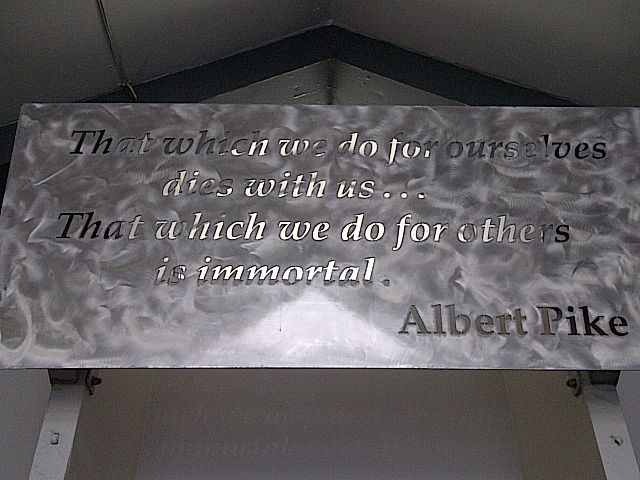 That which we do for ourselves
dies with us . . .
That which we do for others
is immortal.
Albert Pike